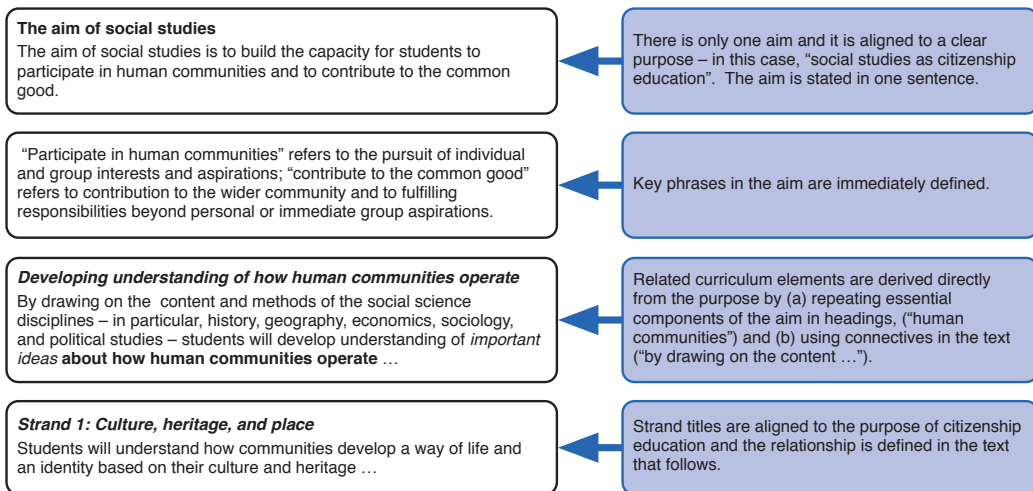 The aim of social studies
The aim of social studies is to build the capacity for students to
participate in human communities and to contribute to the common
good.
There is only one aim and it is aligned to a clear
purpose – in this case, “social studies as citizenship
education”.  The aim is stated in one sentence.
“Participate in human communities” refers to the pursuit of individual
and group interests and aspirations; “contribute to the common good”
refers to contribution to the wider community and to fulfilling
responsibilities beyond personal or immediate group aspirations.
Key phrases in the aim are immediately defined.
Developing understanding of how human communities operate
By drawing on the  content and methods of the social science
disciplines – in particular, history, geography, economics, sociology,
and political studies – students will develop understanding of important
ideas about how human communities operate …
Related curriculum elements are derived directly
from the purpose by (a) repeating essential
components of the aim in headings, (“human
communities”) and (b) using connectives in the text
(“by drawing on the content …”).
Strand 1: Culture, heritage, and place
Students will understand how communities develop a way of life and
an identity based on their culture and heritage …
Strand titles are aligned to the purpose of citizenship
education and the relationship is defined in the text
that follows.